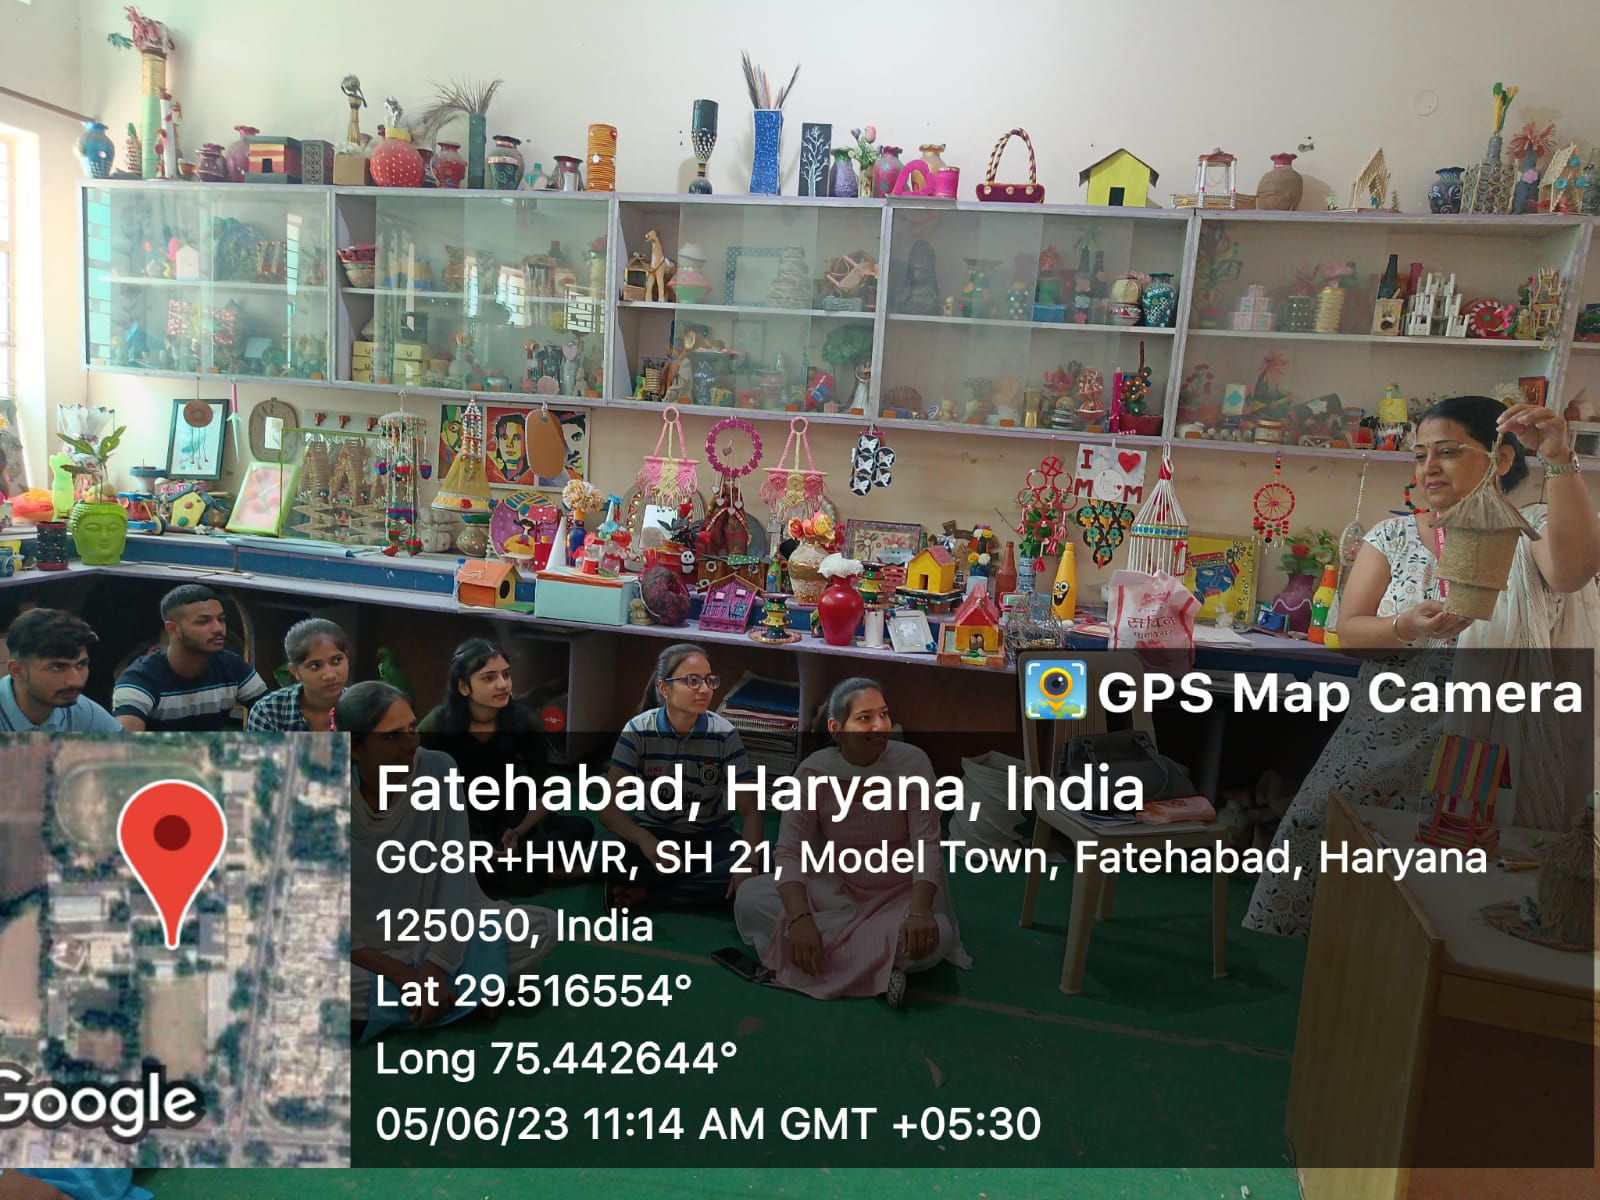 I ♥
MOM
सचिन
GPS Map Camera
Fatehabad, Haryana, India
GC8R+HWR, SH 21, Model Town, Fatehabad, Haryana
125050, India
Lat 29.516554°
Long 75.442644°
05/06/23 11:14 AM GMT +05:30
Google